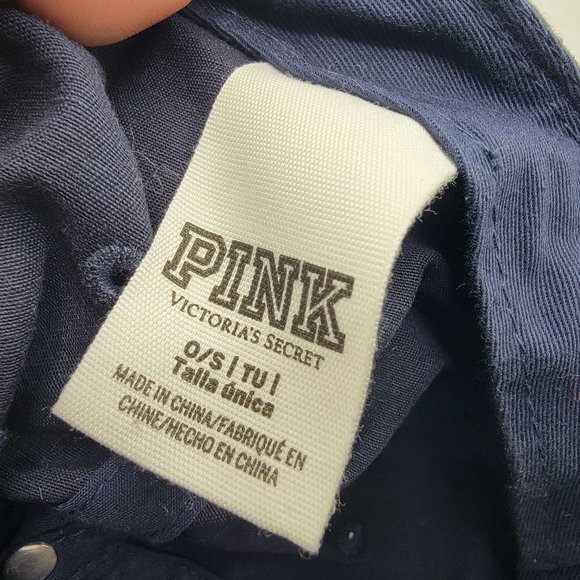 PINK
VICTORIA'S SECRET
O/S | TU |
Talla única
MADE IN CHINA/FABRIQUÉ EN
CHINE/HECHO EN CHINA